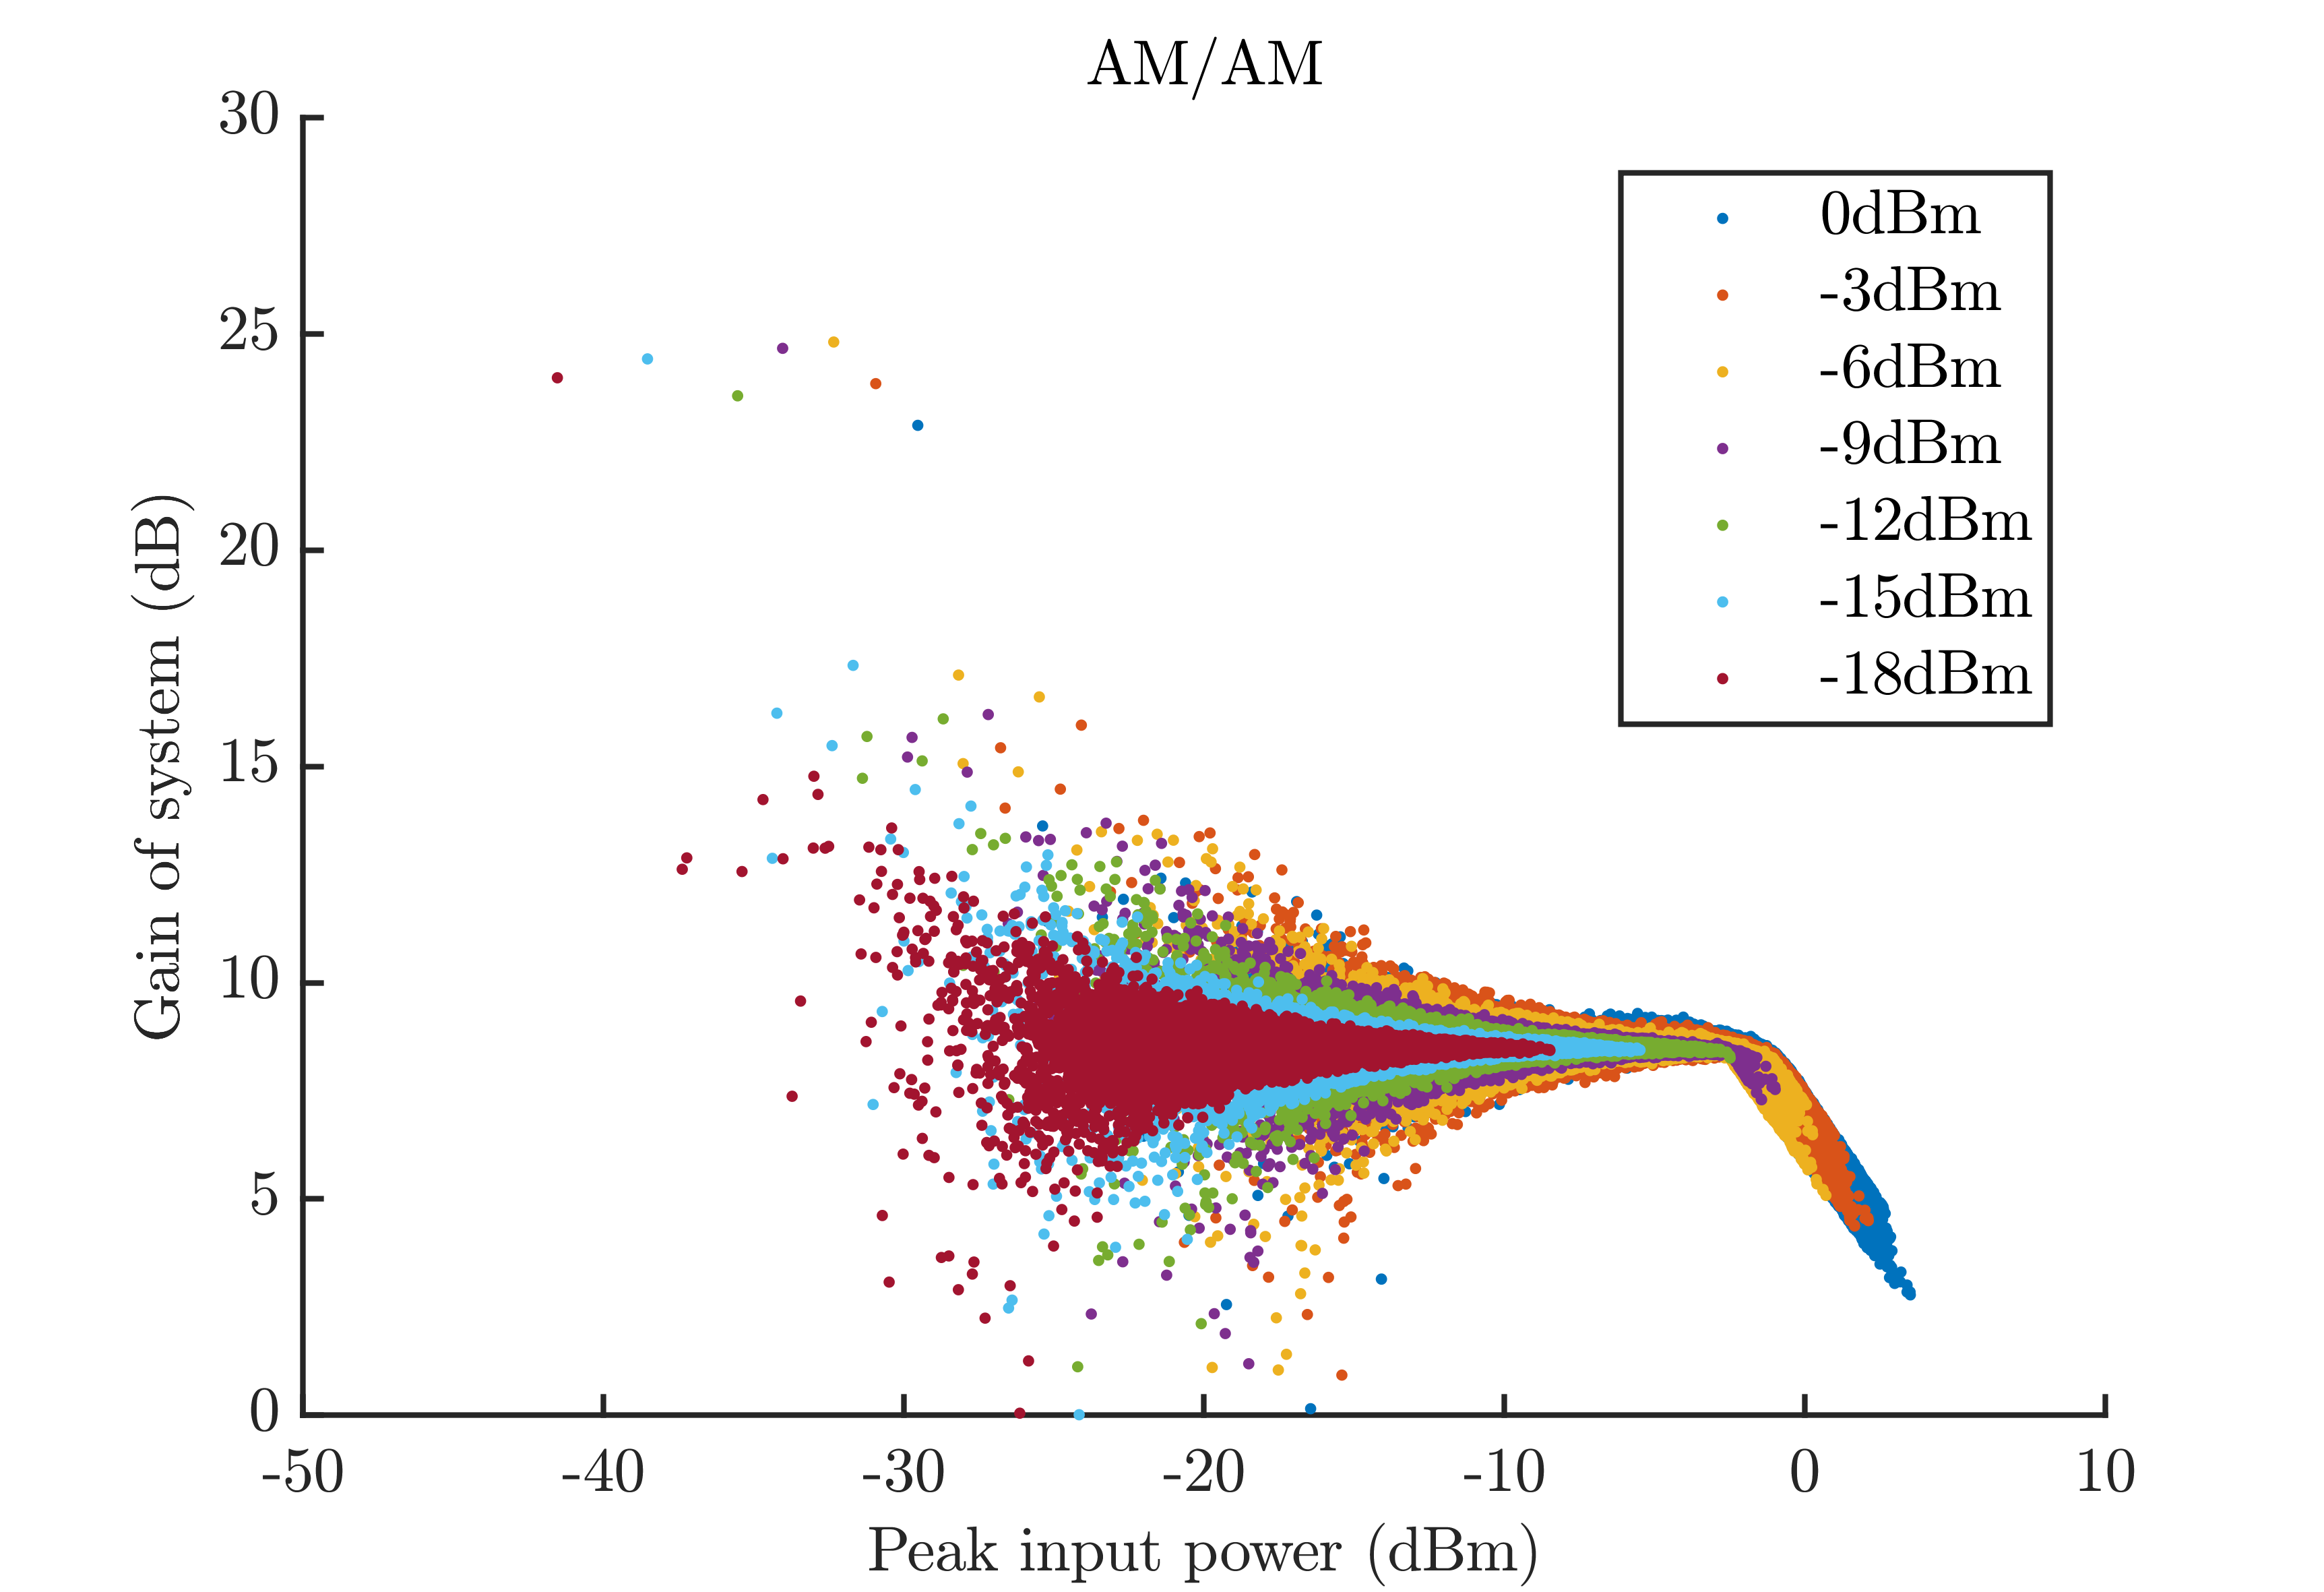 AM/AM
30
25
20
15
10
5
0
Gain of system (dB)
0dBm
-3dBm
-6dBm
-9dBm
-12dBm
-15dBm
-18dBm
-50 -40 -30 -20 -10 0 10
Peak input power (dBm)